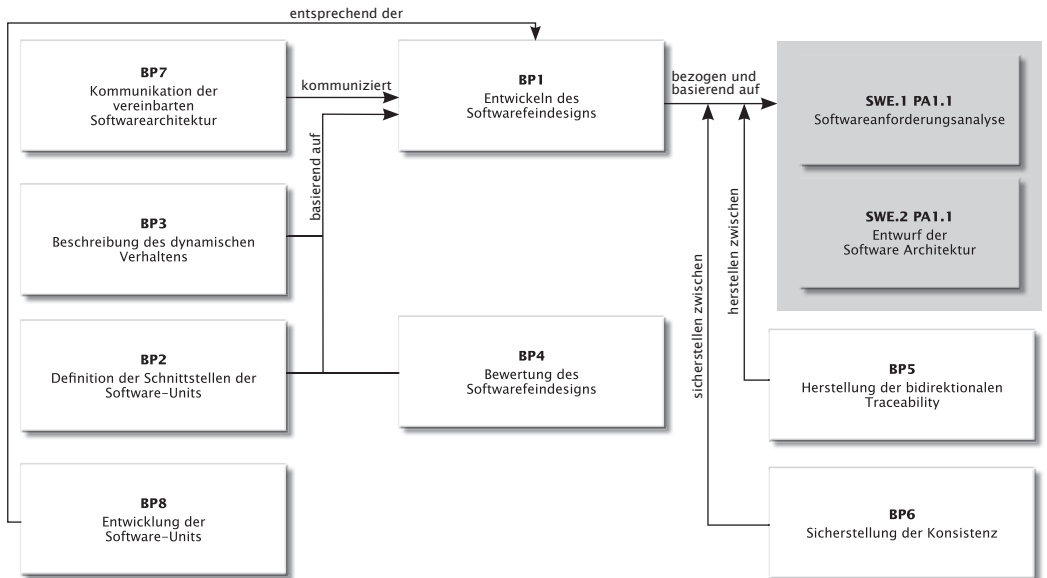 entsprechend der
BP7
Kommunikation der
vereinbarten
Softwarearchitektur
kommuniziert
BP1
Entwickeln des
Softwarefeindesigns
bezogen und
basierend auf
SWE.1 PA1.1
Softwareanforderungsanalyse
SWE.2 PA1.1
Entwurf der
Software Architektur
basierend auf
BP3
Beschreibung des dynamischen
Verhaltens
sicherstellen zwischen
herstellen zwischen
BP2
Definition der Schnittstellen der
Software-Units
BP4
Bewertung des
Softwarefeindesigns
BP5
Herstellung der bidirektionalen
Traceability
BP8
Entwicklung der
Software-Units
BP6
Sicherstellung der Konsistenz